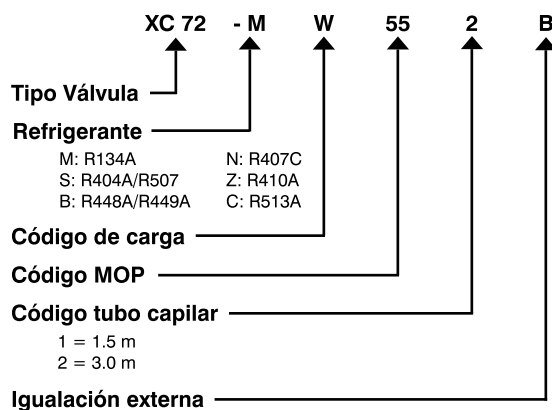 XC 72 - M W 55 2 B
Tipo Válvula
Refrigerante
M: R134A N: R407C
S: R404A/R507 Z: R410A
B: R448A/R449A C: R513A
Código de carga
Código MOP
Código tubo capilar
1 = 1.5 m
2 = 3.0 m
Igualación externa